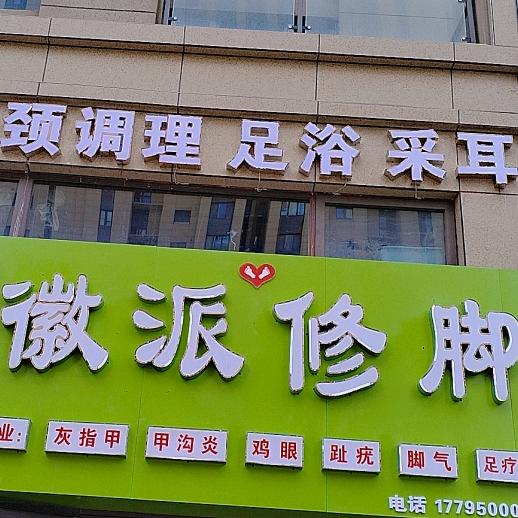 颈调理 足浴 采耳
徽派修脚
业: 灰指甲 甲沟炎 鸡眼 趾疣 脚气 足疗
电话 17795000